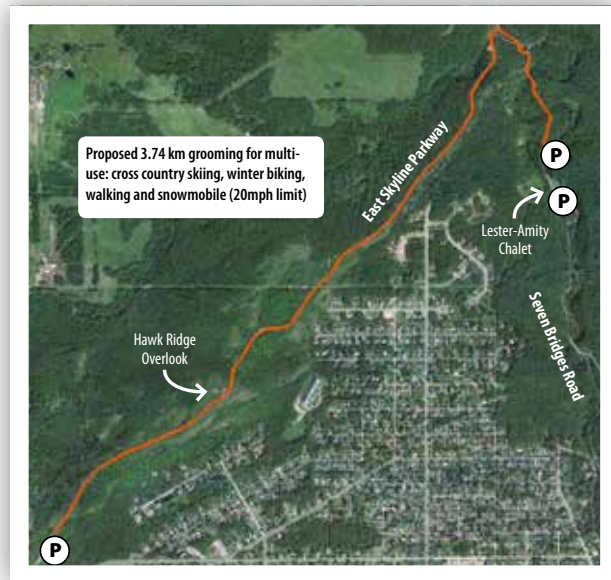 Proposed 3.74 km grooming for multi-
use: cross country skiing, winter biking,
walking and snowmobile (20mph limit)
East Skyline Parkway
P
P
Lester-Amity
Chalet
Seven Bridges Road
Hawk Ridge
Overlook
P